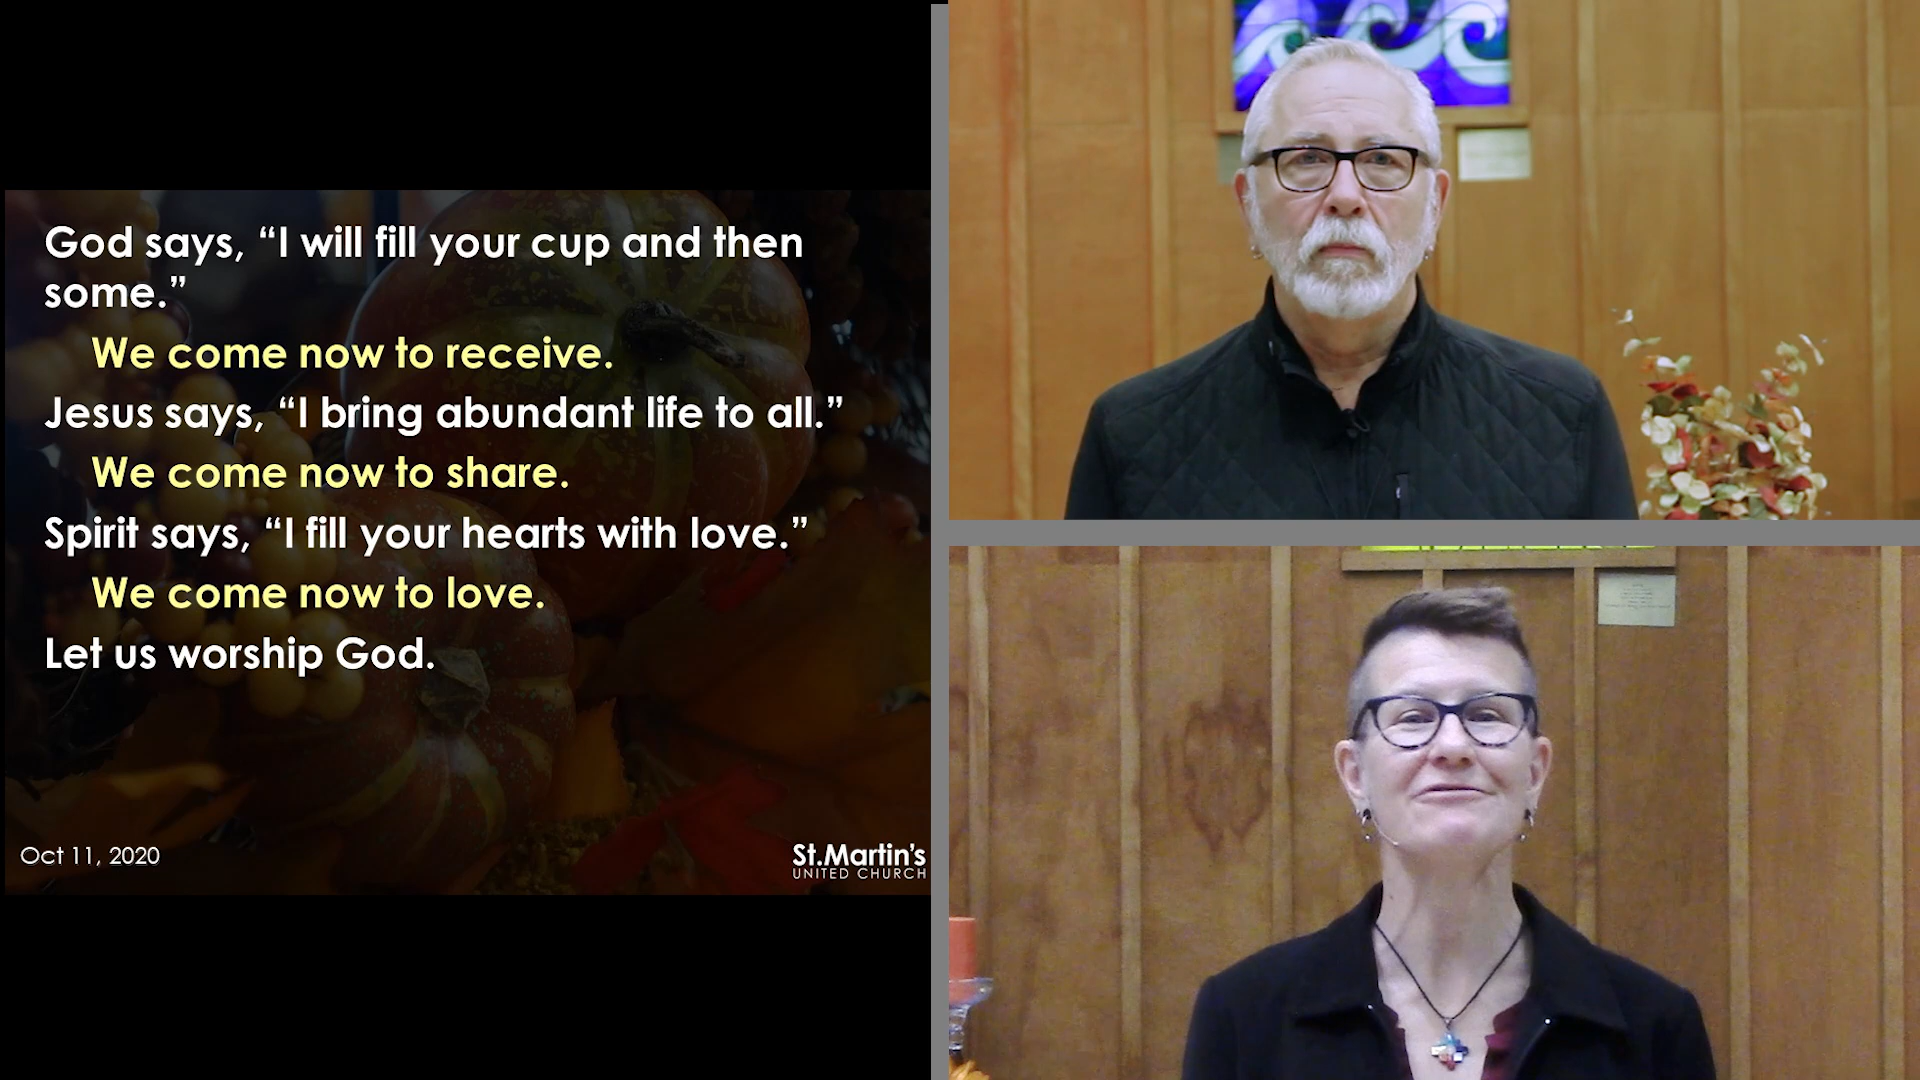 God says, “I will fill your cup and then
some.”
We come now to receive.
Jesus says, “I bring abundant life to all.”
We come now to share.
Spirit says, “I fill your hearts with love.”
We come now to love.
Let us worship God.
Oct 11, 2020
St.Martin's
UNITED CHURCH